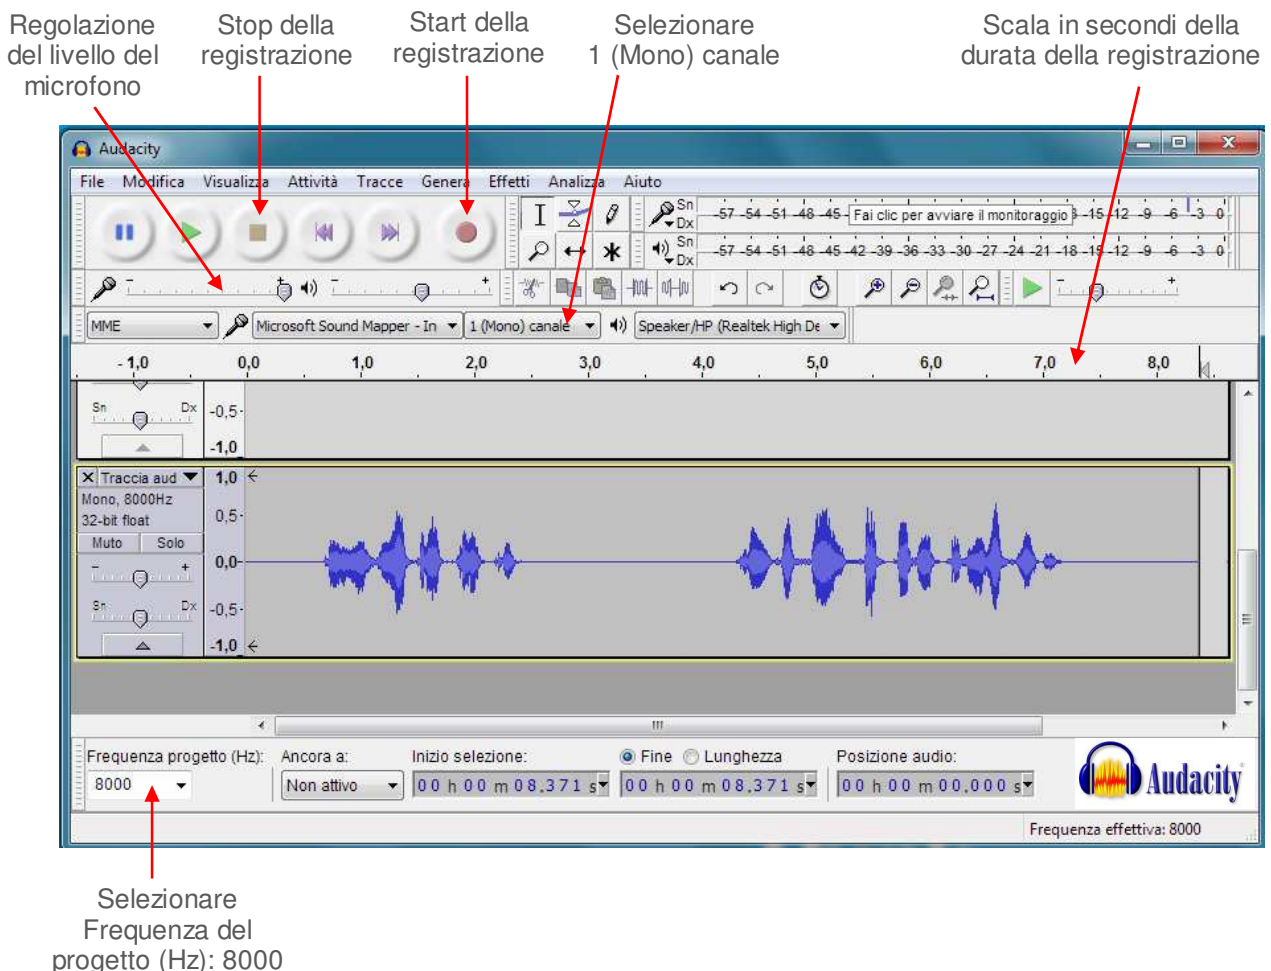 Regolazione
del livello del
microfono
Stop della
registrazione
Start della
registrazione
Selezionare
1 (Mono) canale
Scala in secondi della
durata della registrazione
Audacity
File Modifica Visualizza Attività Tracce Genera Effetti Analizza Aiuto
Sn
Dx
-57 -54 -51 -48 -45 Fai clic per avviare il monitoraggio -15 -12 -9 -6 -3 0
Sn
Dx
-57 -54 -51 -48 -45 -42 -39 -36 -33 -30 -27 -24 -21 -18 -15 -12 -9 -6 -3 0
- + - +
- +
MME Microsoft Sound Mapper - In 1 (Mono) canale Speaker/HP (Realtek High De
- 1,0 0,0 1,0 2,0 3,0 4,0 5,0 6,0 7,0 8,0
Sn Dx -0,5
-1,0
X Traccia aud 1,0
Mono, 8000Hz
32-bit float 0,5
Muto Solo
- + 0,0
Sn Dx -0,5
-1,0
Frequenza progetto (Hz): Ancora a: Inizio selezione: Fine Lunghezza Posizione audio:
8000 Non attivo 00 h 00 m 08.371 s 00 h 00 m 08.371 s 00 h 00 m 00.000 s
Audacity
Frequenza effettiva: 8000
Selezionare
Frequenza del
progetto (Hz): 8000